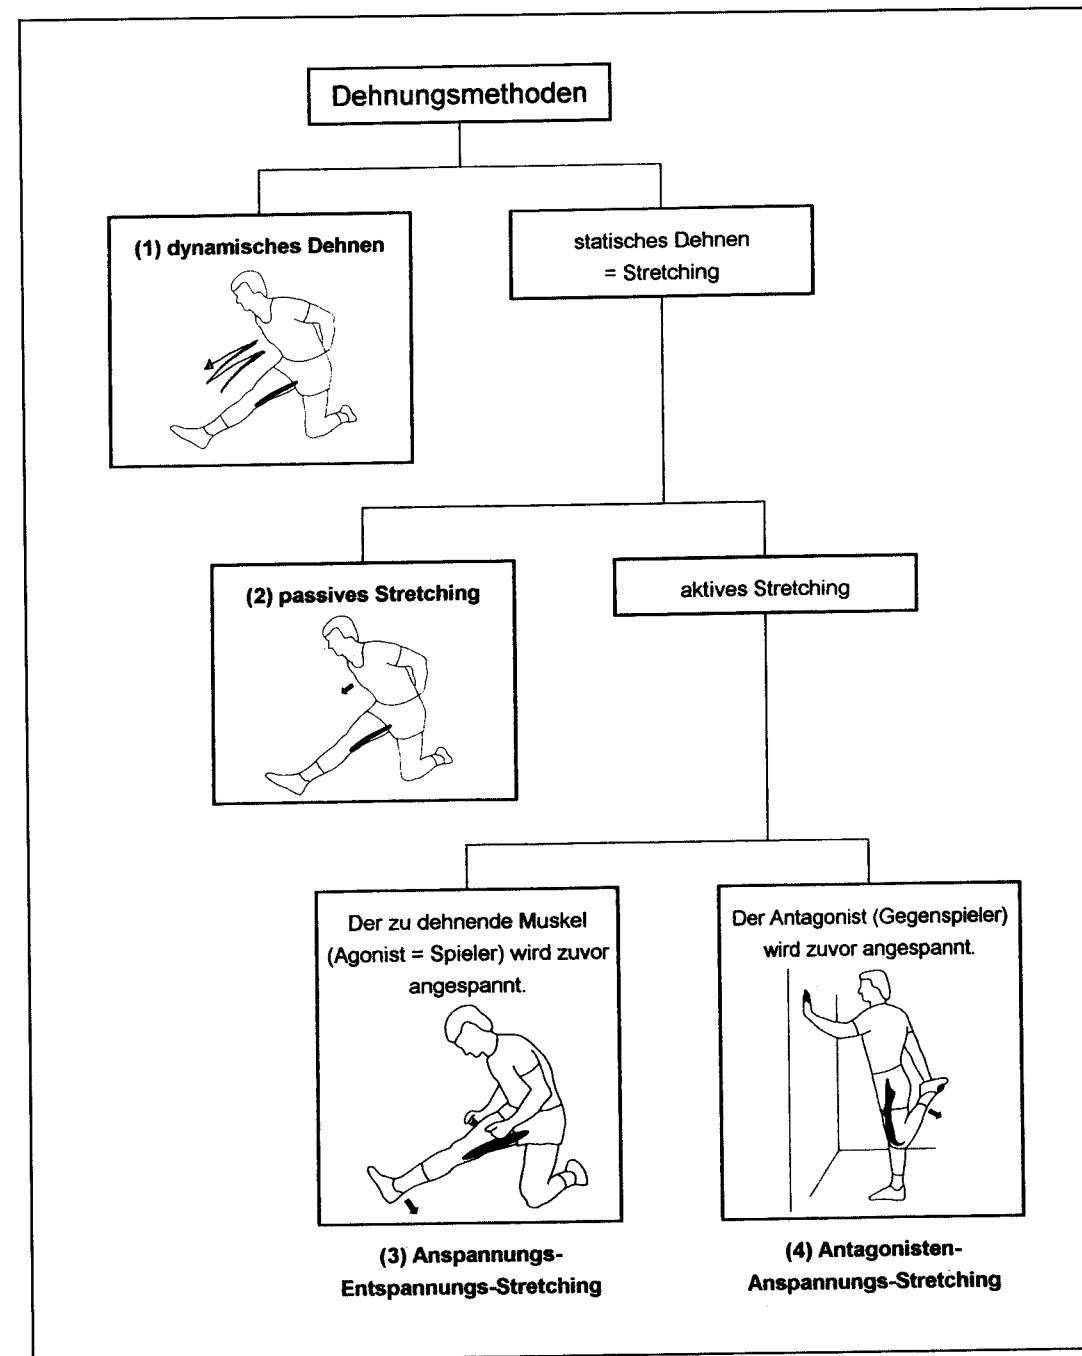 Dehnungsmethoden
(1) dynamisches Dehnen
statisches Dehnen
= Stretching
(2) passives Stretching
aktives Stretching
Der zu dehnende Muskel
(Agonist = Spieler) wird zuvor
angespannt.
Der Antagonist (Gegenspieler)
wird zuvor angespannt.
(3) Anspannungs-
Entspannungs-Stretching
(4) Antagonisten-
Anspannungs-Stretching